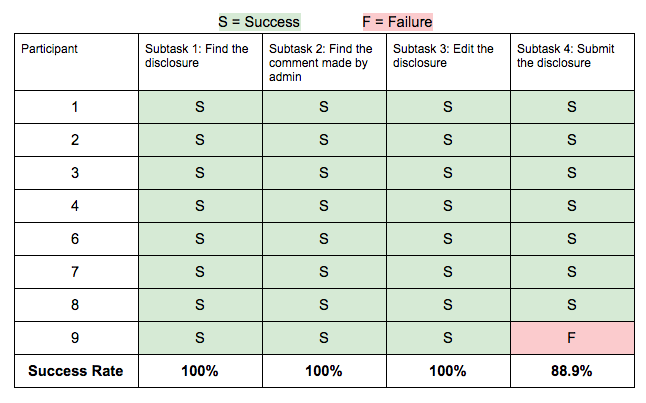 S = Success F = Failure
Participant
Subtask 1: Find the
disclosure
Subtask 2: Find the
comment made by
admin
Subtask 3: Edit the
disclosure
Subtask 4: Submit
the disclosure
1 S S S S
2 S S S S
3 S S S S
4 S S S S
6 S S S S
7 S S S S
8 S S S S
9 S S S F
Success Rate 100% 100% 100% 88.9%